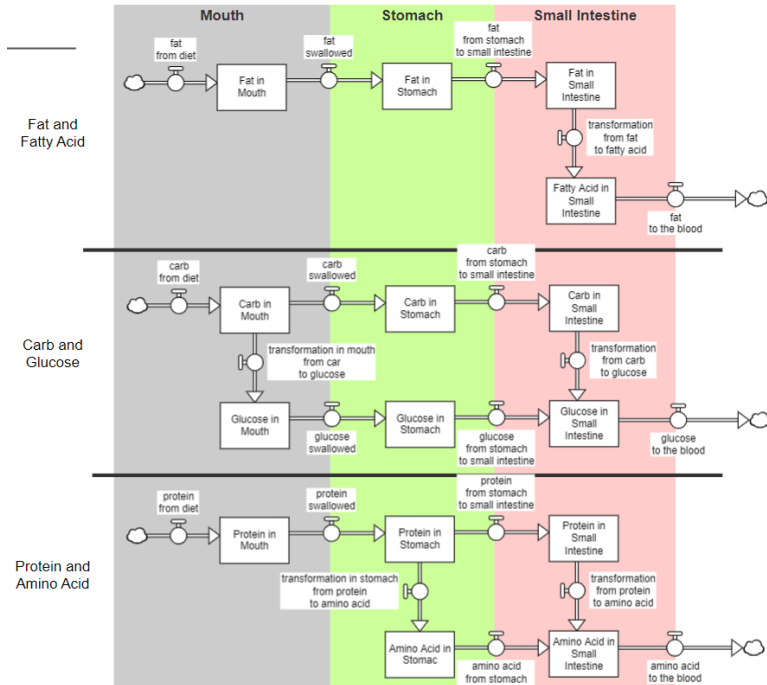 Mouth
Stomach
Small Intestine
fat
from diet
fat
swallowed
fat
from stomach
to small intestine
Fat in
Mouth
Fat in
Stomach
Fat in
Small
Intestine
Fat and
Fatty Acid
transformation
from fat
to fatty acid
Fatty Acid in
Small
Intestine
fat
to the blood
carb
from diet
carb
swallowed
carb
from stomach
to small intestine
Carb in
Mouth
Carb in
Stomach
Carb in
Small
Intestine
Carb and
Glucose
transformation in mouth
from car
to glucose
transformation
from carb
to glucose
Glucose in
Mouth
Glucose in
Stomach
Glucose in
Small
Intestine
glucose
swallowed
glucose
from stomach
to small intestine
glucose
to the blood
protein
from diet
protein
swallowed
protein
from stomach
to small intestine
Protein in
Mouth
Protein in
Stomach
Protein in
Small
Intestine
Protein and
Amino Acid
transformation in stomach
from protein
to amino acid
transformation
from protein
to amino acid
Amino Acid in
Stomac
Amino Acid in
Small
Intestine
amino acid
from stomach
amino acid
to the blood